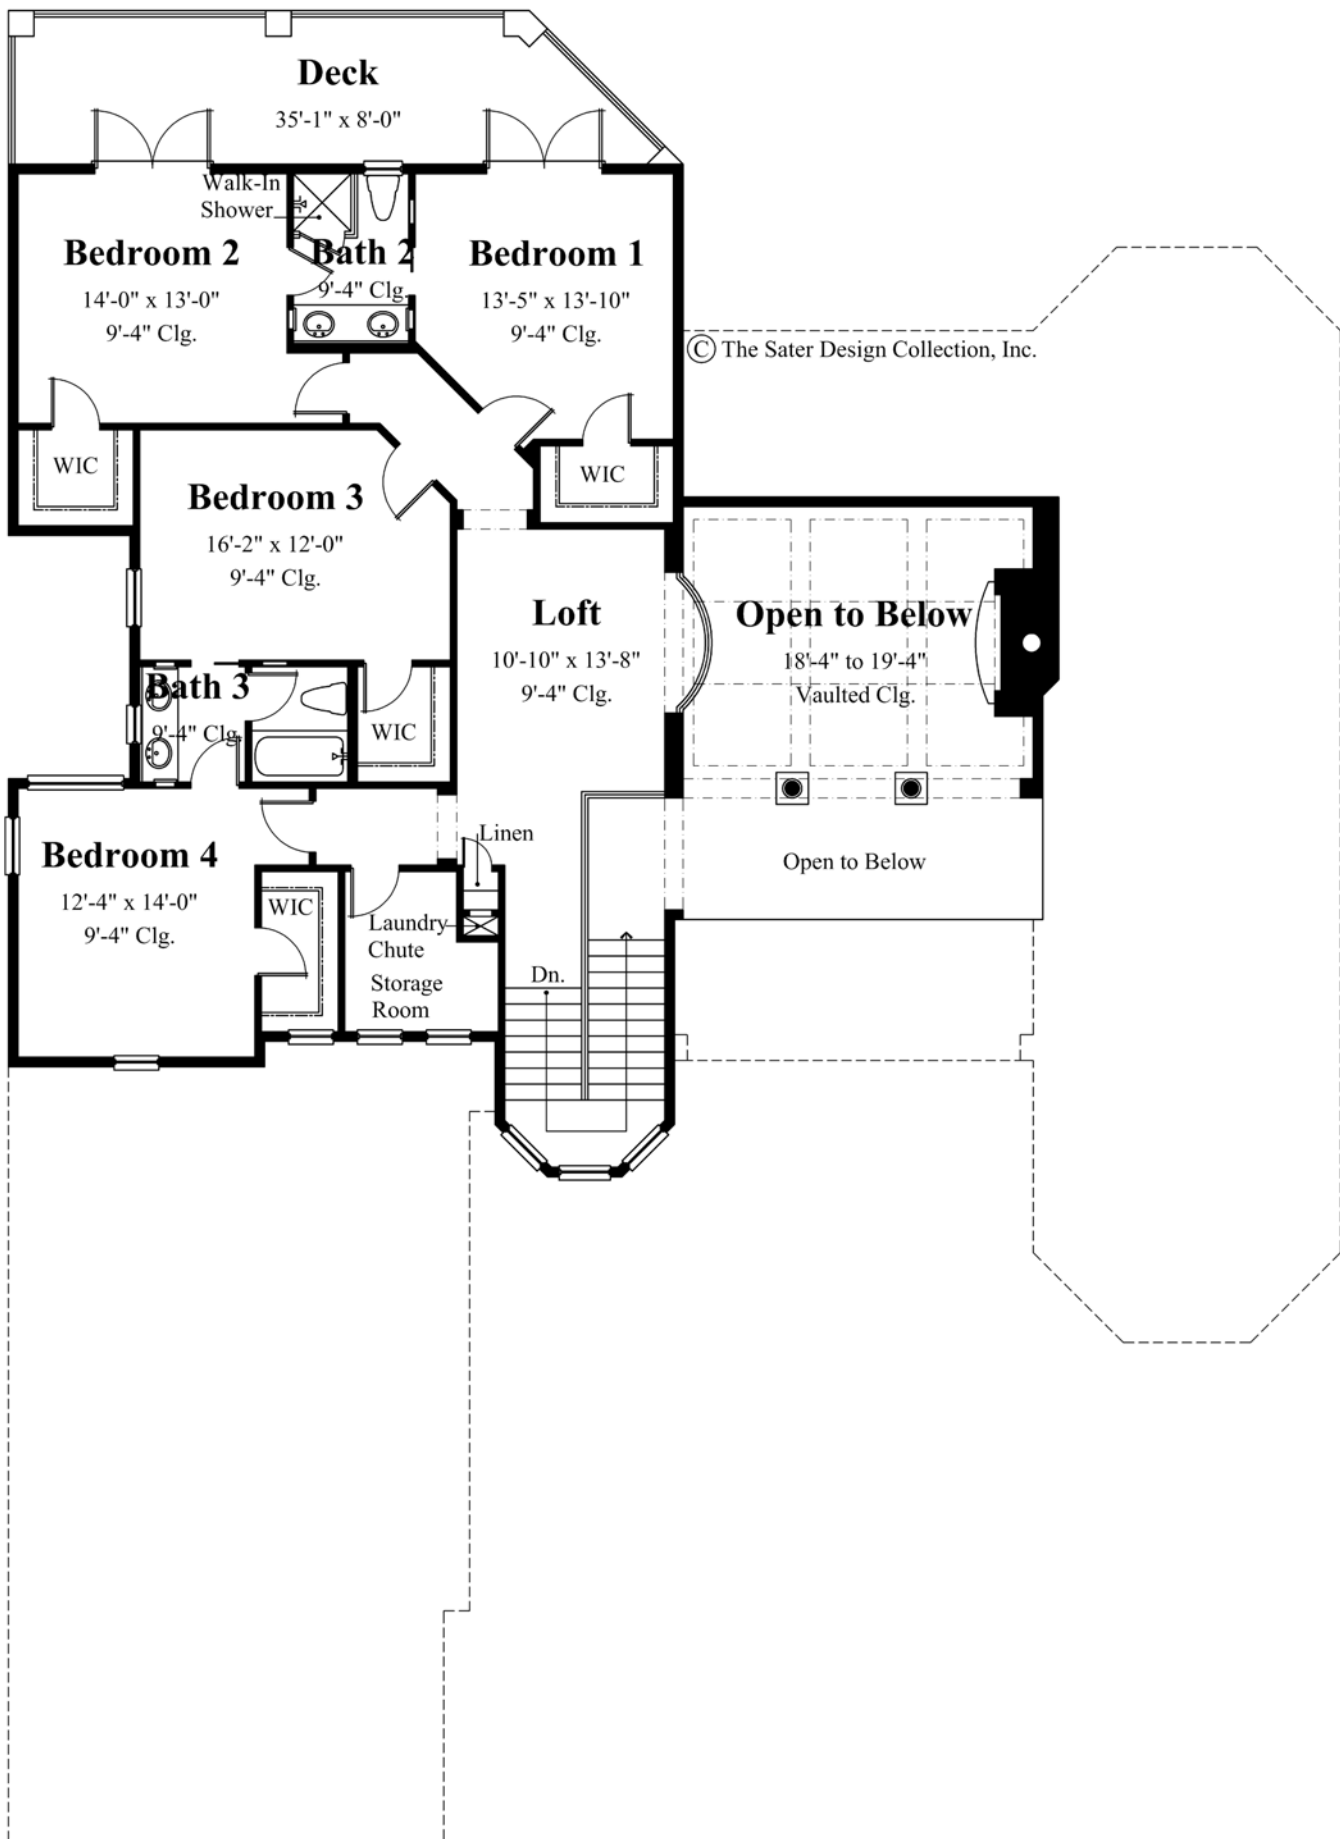 Deck
35'-1" x 8'-0"
Walk-In
Shower
Bedroom 2
14'-0" x 13'-0"
9'-4" Clg.
Bath 2
9'-4" Clg.
Bedroom 1
13'-5" x 13'-10"
9'-4" Clg.
© The Sater Design Collection, Inc.
WIC
WIC
Bedroom 3
16'-2" x 12'-0"
9'-4" Clg.
Loft
10'-10" x 13'-8"
9'-4" Clg.
Open to Below
18'-4" to 19'-4"
Vaulted Clg.
Bath 3
9'-4" Clg.
WIC
Linen
Open to Below
Bedroom 4
12'-4" x 14'-0"
9'-4" Clg.
WIC
Laundry
Chute
Storage
Room
Dn.